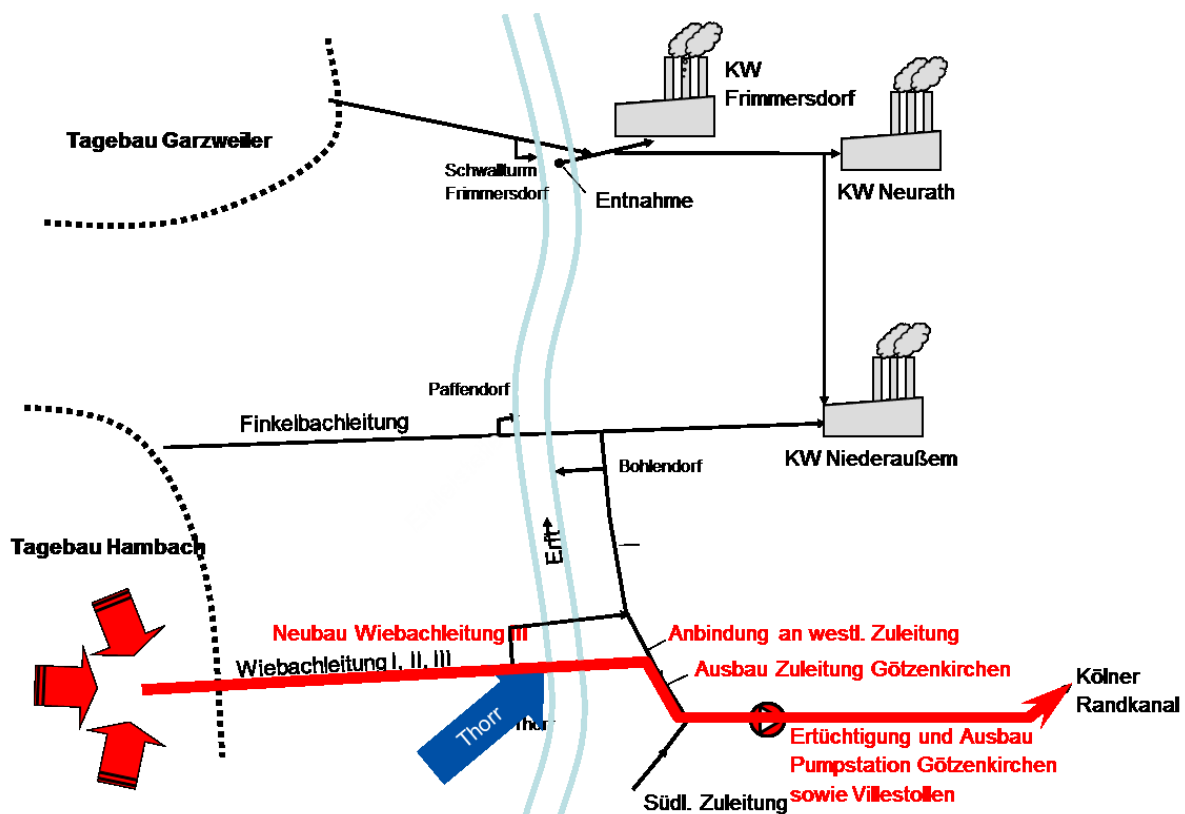 KW
Frimmersdorf
Tagebau Garzweiler
Schwallturm
Frimmersdorf
Entnahme
KW Neurath
Paffendorf
Finkelbachleitung
KW Niederaußem
Bohlendorf
Erft
Tagebau Hambach
Neubau Wiebachleitung III
Wiebachleitung I, II, III
Anbindung an westl. Zuleitung
Ausbau Zuleitung Götzenkirchen
Kölner
Randkanal
Thorr
Thorr
Ertüchtigung und Ausbau
Pumpstation Götzenkirchen
sowie Villestollen
Südl. Zuleitung